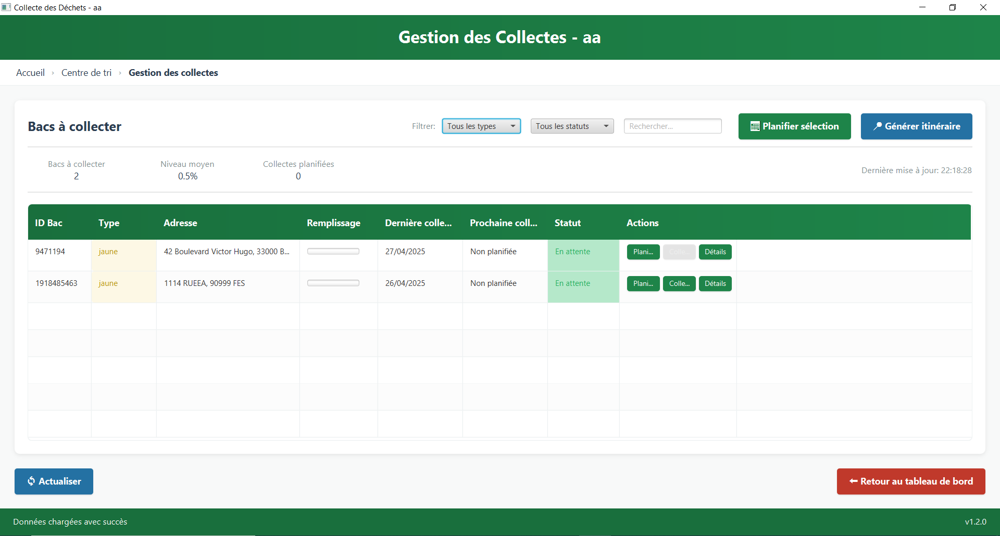 Collecte des Déchets - aa
Gestion des Collectes - aa
Accueil › Centre de tri › Gestion des collectes
Bacs à collecter Filtrer: Tous les types Tous les statuts Rechercher... Planifier sélection Générer itinéraire
Bacs à collecter Niveau moyen Collectes planifiées
2 0.5% 0
Dernière mise à jour: 22:18:28
ID Bac Type Adresse Remplissage Dernière colle... Prochaine coll... Statut Actions
9471194 jaune 42 Boulevard Victor Hugo, 33000 B... 27/04/2025 Non planifiée En attente Plani... Colle... Détails
1918485463 jaune 1114 RUEEA, 90999 FES 26/04/2025 Non planifiée En attente Plani... Colle... Détails
Actualiser Retour au tableau de bord
Données chargées avec succès v1.2.0